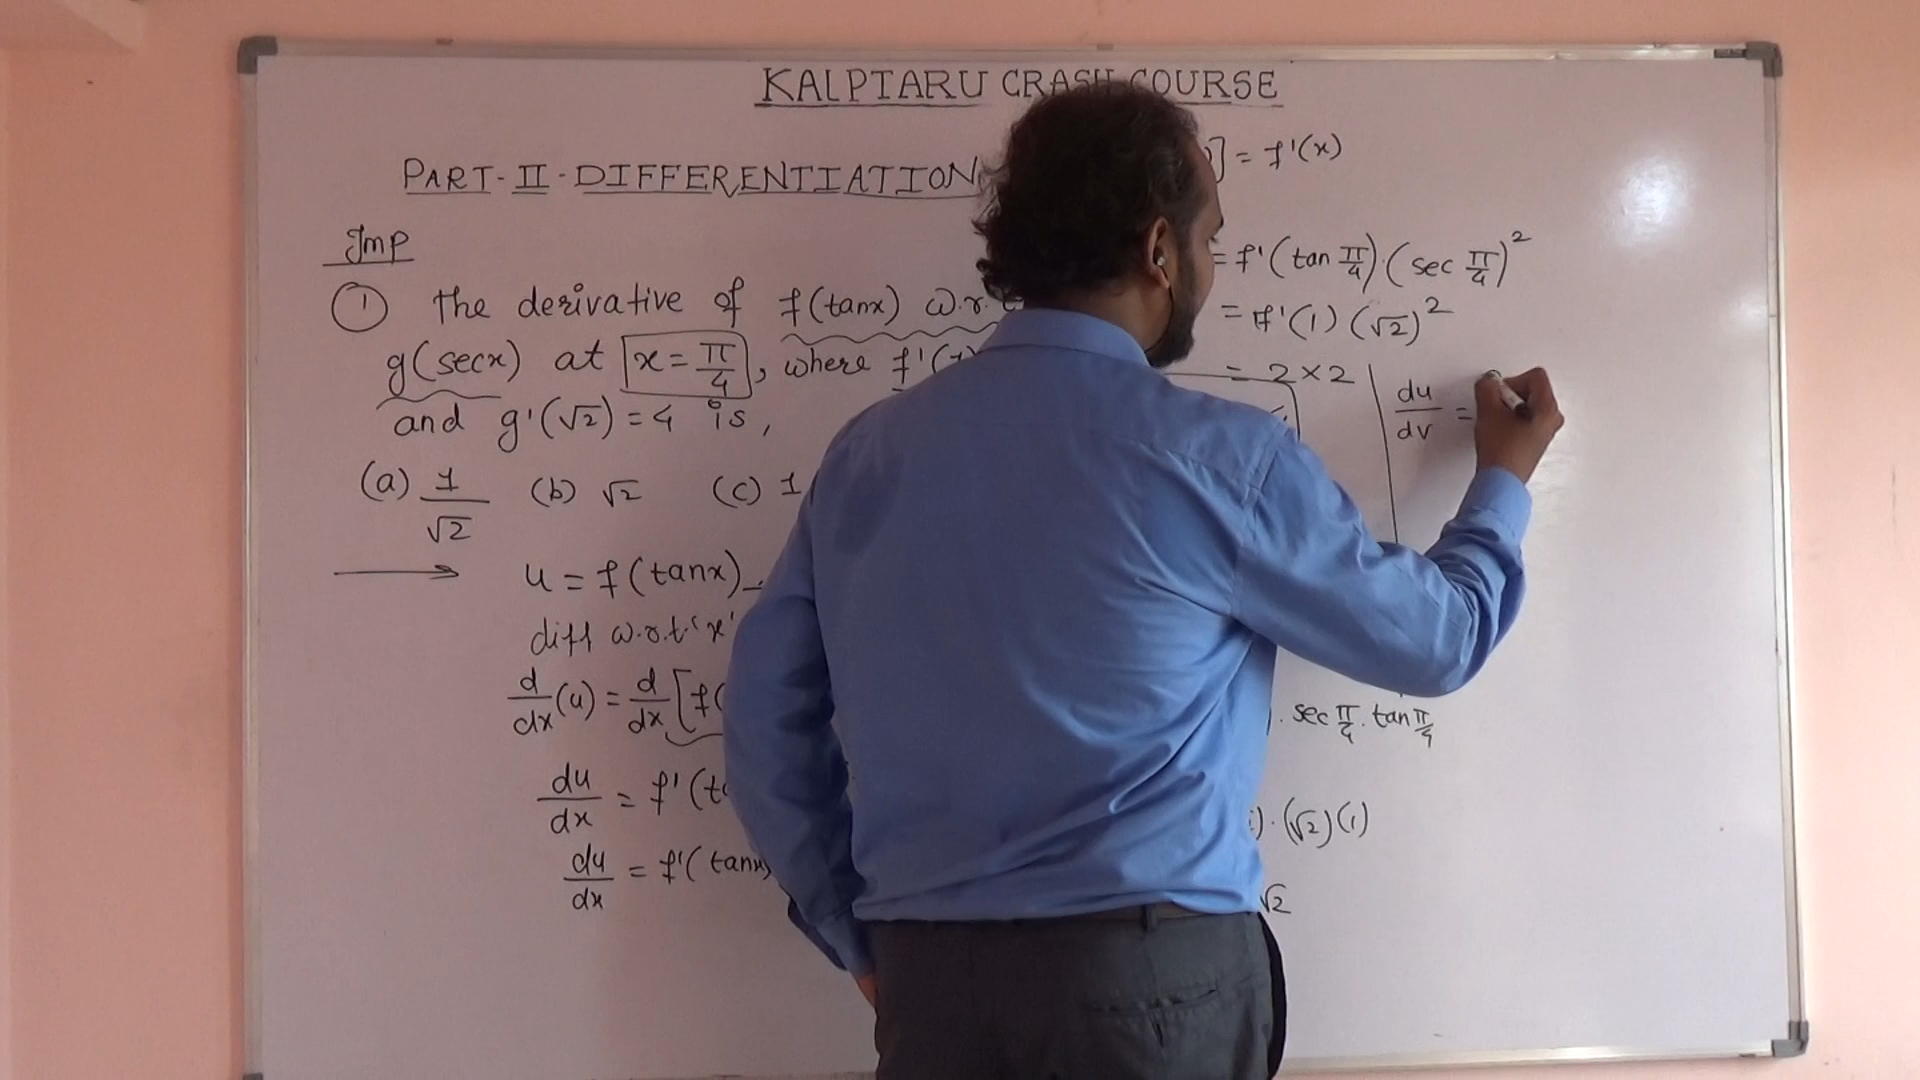 KALPTARU CRASH COURSE
PART-II-DIFFERENTIATION
] = f'(x)
Imp
① The derivative of f(tanx) w.r.t
g(secx) at x = π/4, where f'(1
and g'(√2) = 4 is,
(a) 1/√2 (b) √2 (c) 1
→ u = f(tanx)
diff w.r.t. 'x'
d/dx (u) = d/dx [f(
du/dx = f'(ta
du/dx = f'(tanx)
= f'(tan π/4).(sec π/4)²
= f'(1) (√2)²
= 2 × 2
du/dv =
. sec π/4 . tan π/4
). (√2)(1)
√2